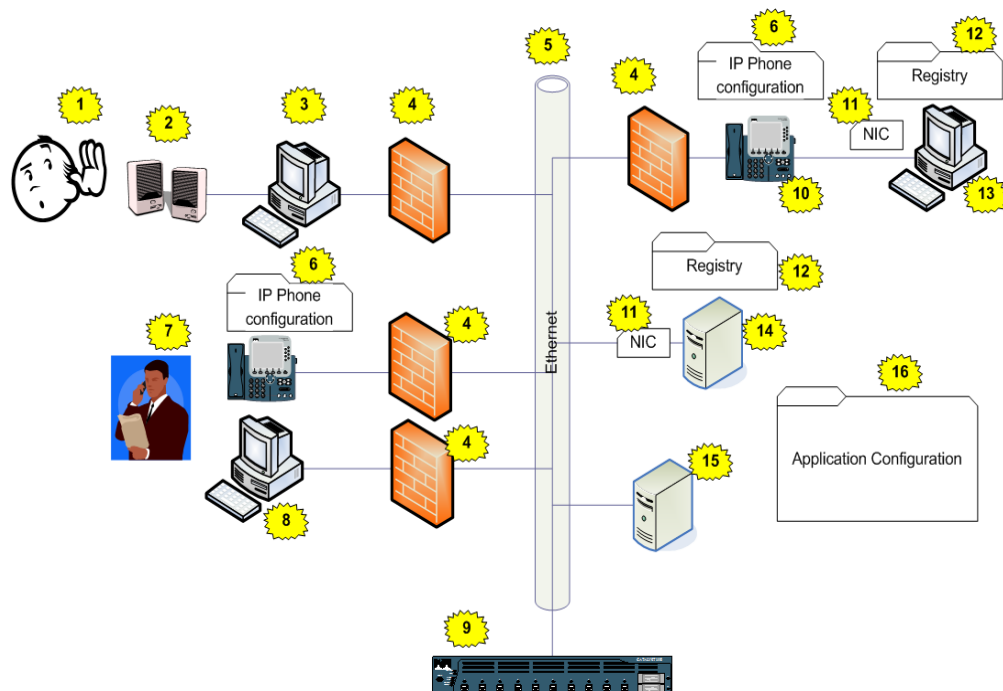 5
6
12
IP Phone
configuration
Registry
1
2
3
4
4
11
NIC
10
13
6
IP Phone
configuration
Registry
12
7
4
11
NIC
14
Ethernet
16
4
Application Configuration
15
8
9